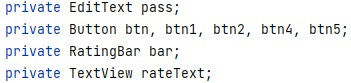 private EditText pass;
private Button btn, btn1, btn2, btn4, btn5;
private RatingBar bar;
private TextView rateText;